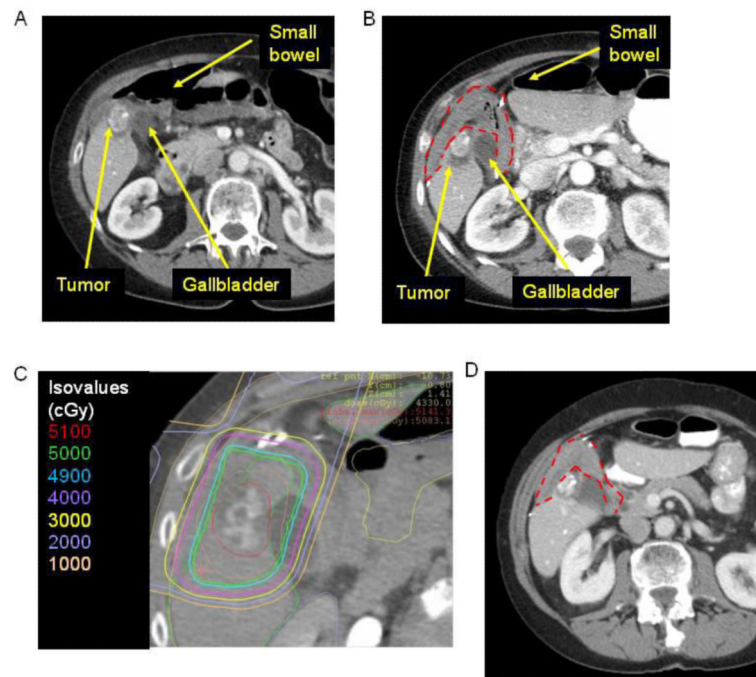 A
Small
bowel
Tumor
Gallbladder
B
Small
bowel
Tumor
Gallbladder
C
Isovalues
(cGy)
5100
5000
4900
4000
3000
2000
1000
D